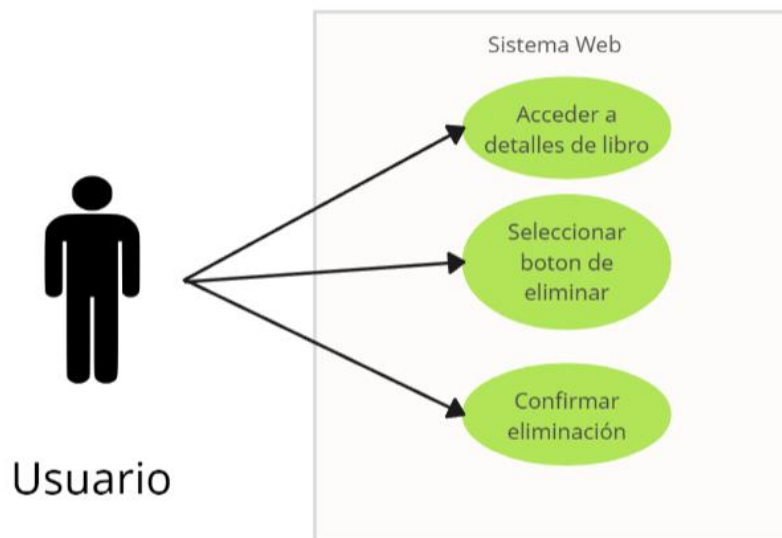 Sistema Web
Acceder a
detalles de libro
Seleccionar
boton de
eliminar
Confirmar
eliminación
Usuario